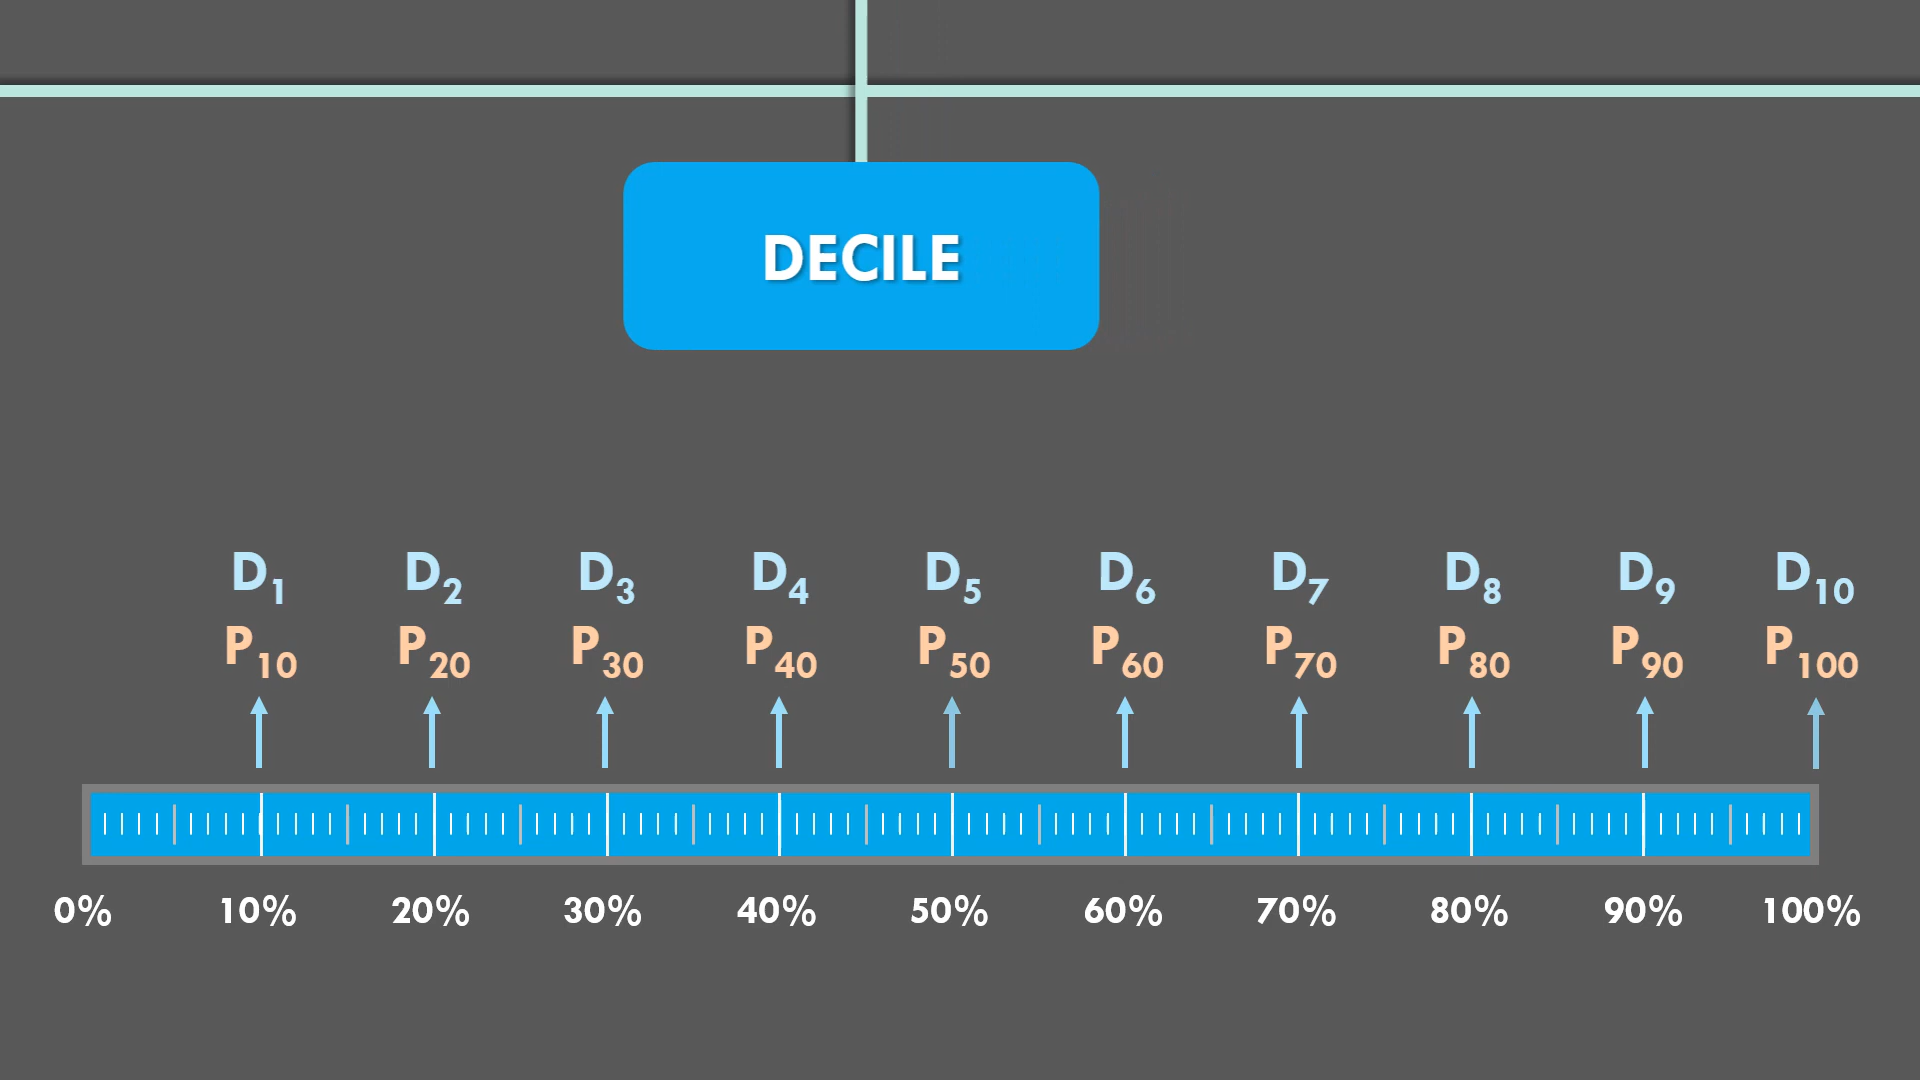 DECILE
D₁ D₂ D₃ D₄ D₅ D₆ D₇ D₈ D₉ D₁₀
P₁₀ P₂₀ P₃₀ P₄₀ P₅₀ P₆₀ P₇₀ P₈₀ P₉₀ P₁₀₀
0% 10% 20% 30% 40% 50% 60% 70% 80% 90% 100%